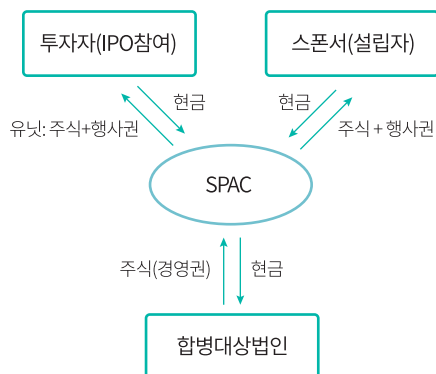 투자자(IPO참여)
스폰서(설립자)
현금
현금
유닛: 주식+행사권
주식 + 행사권
SPAC
주식(경영권)
현금
합병대상법인